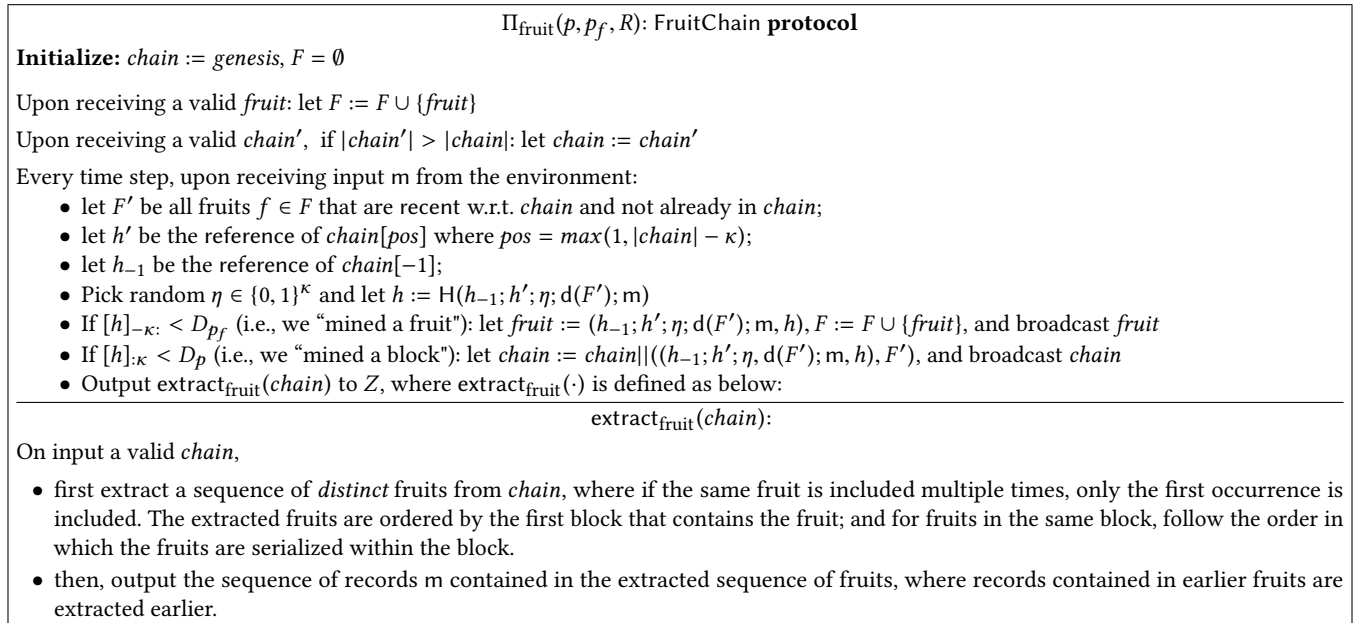 Π_fruit(p, p_f, R): FruitChain protocol
Initialize: chain := genesis, F = ∅
Upon receiving a valid fruit: let F := F ∪ {fruit}
Upon receiving a valid chain′, if |chain′| > |chain|: let chain := chain′
Every time step, upon receiving input m from the environment:
• let F′ be all fruits f ∈ F that are recent w.r.t. chain and not already in chain;
• let h′ be the reference of chain[pos] where pos = max(1, |chain| − κ);
• let h_{−1} be the reference of chain[−1];
• Pick random η ∈ {0, 1}^κ and let h := H(h_{−1}; h′; η; d(F′); m)
• If [h]_{−κ:} < D_{p_f} (i.e., we “mined a fruit"): let fruit := (h_{−1}; h′; η; d(F′); m, h), F := F ∪ {fruit}, and broadcast fruit
• If [h]_{:κ} < D_p (i.e., we “mined a block"): let chain := chain||((h_{−1}; h′; η, d(F′); m, h), F′), and broadcast chain
• Output extract_fruit(chain) to Z, where extract_fruit(·) is defined as below:
extract_fruit(chain):
On input a valid chain,
• first extract a sequence of distinct fruits from chain, where if the same fruit is included multiple times, only the first occurrence is
included. The extracted fruits are ordered by the first block that contains the fruit; and for fruits in the same block, follow the order in
which the fruits are serialized within the block.
• then, output the sequence of records m contained in the extracted sequence of fruits, where records contained in earlier fruits are
extracted earlier.